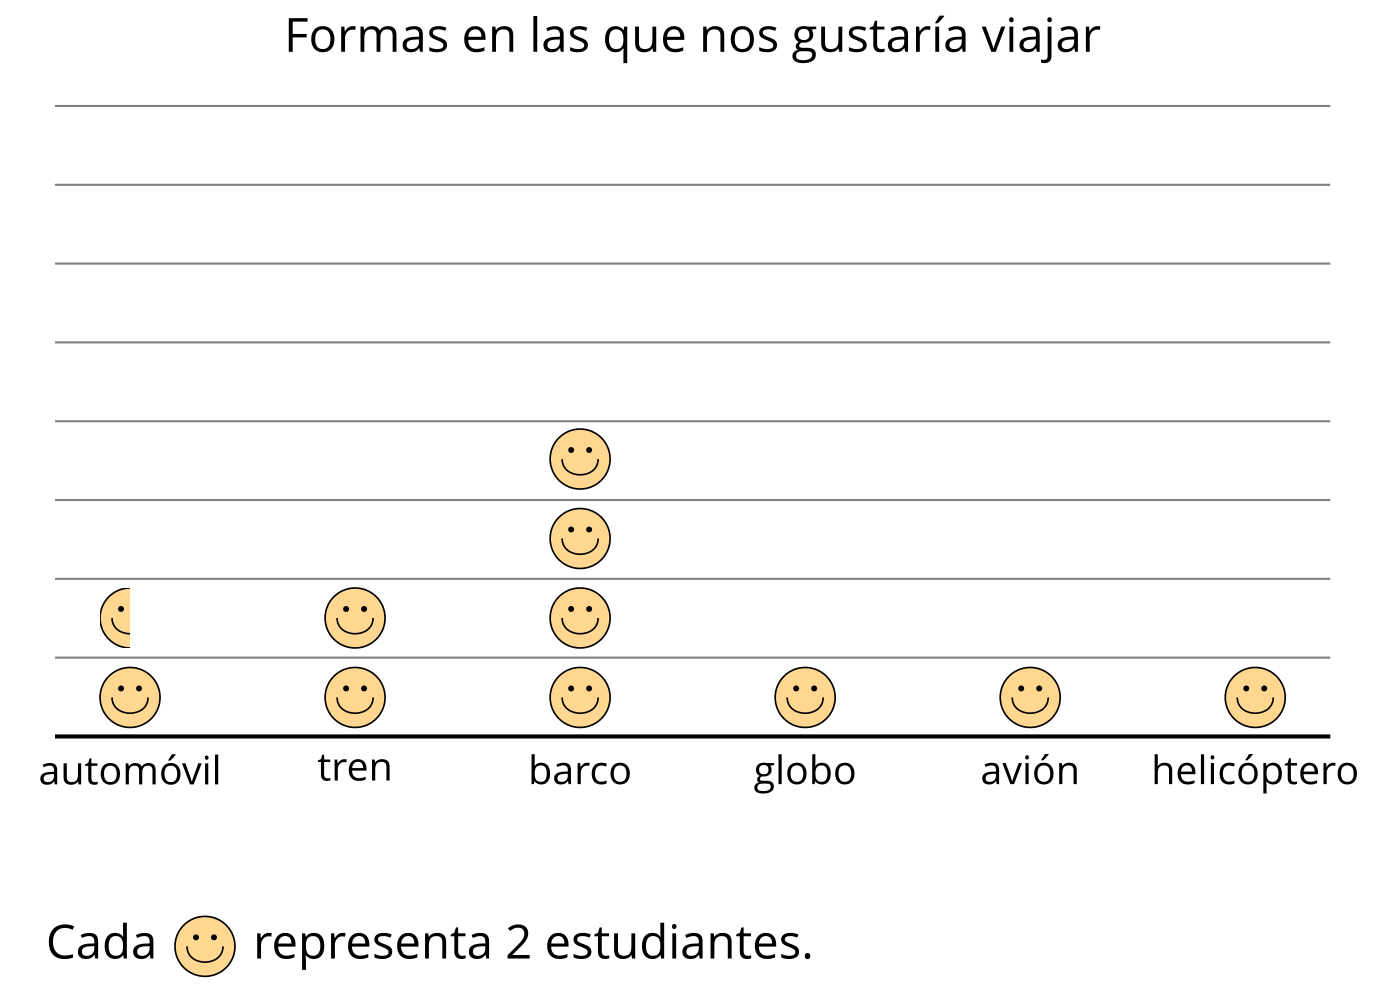 Formas en las que nos gustaría viajar
automóvil tren barco globo avión helicóptero
Cada representa 2 estudiantes.